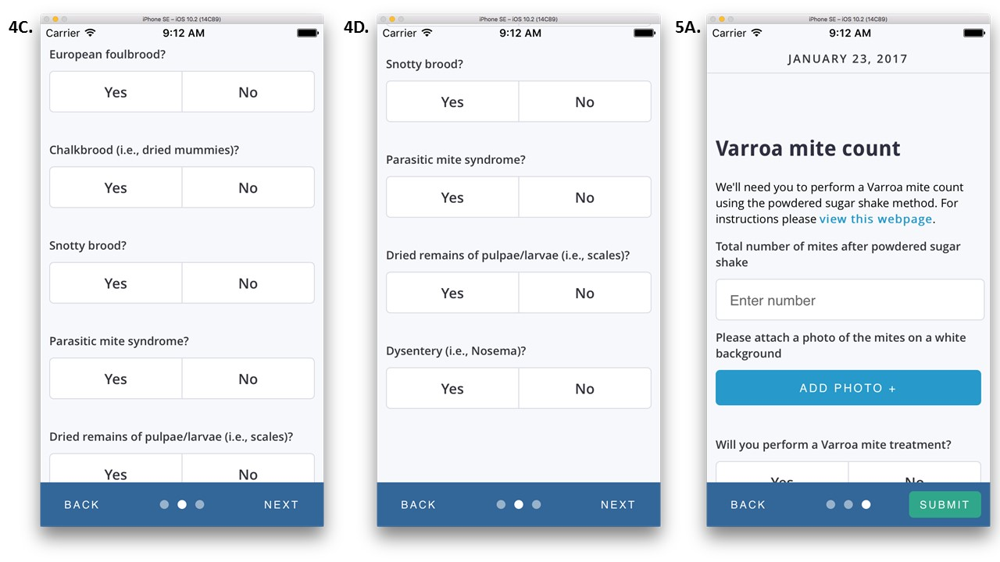 4C.
iPhone SE – iOS 10.2 (14C89)
Carrier 9:12 AM
European foulbrood?
Yes No
Chalkbrood (i.e., dried mummies)?
Yes No
Snotty brood?
Yes No
Parasitic mite syndrome?
Yes No
Dried remains of pulpae/larvae (i.e., scales)?
Yes No
BACK NEXT
4D.
iPhone SE – iOS 10.2 (14C89)
Carrier 9:12 AM
Snotty brood?
Yes No
Parasitic mite syndrome?
Yes No
Dried remains of pulpae/larvae (i.e., scales)?
Yes No
Dysentery (i.e., Nosema)?
Yes No
BACK NEXT
5A.
iPhone SE – iOS 10.2 (14C89)
Carrier 9:12 AM
JANUARY 23, 2017
Varroa mite count
We'll need you to perform a Varroa mite count
using the powdered sugar shake method. For
instructions please view this webpage.
Total number of mites after powdered sugar
shake
Enter number
Please attach a photo of the mites on a white
background
ADD PHOTO +
Will you perform a Varroa mite treatment?
Yes No
BACK SUBMIT